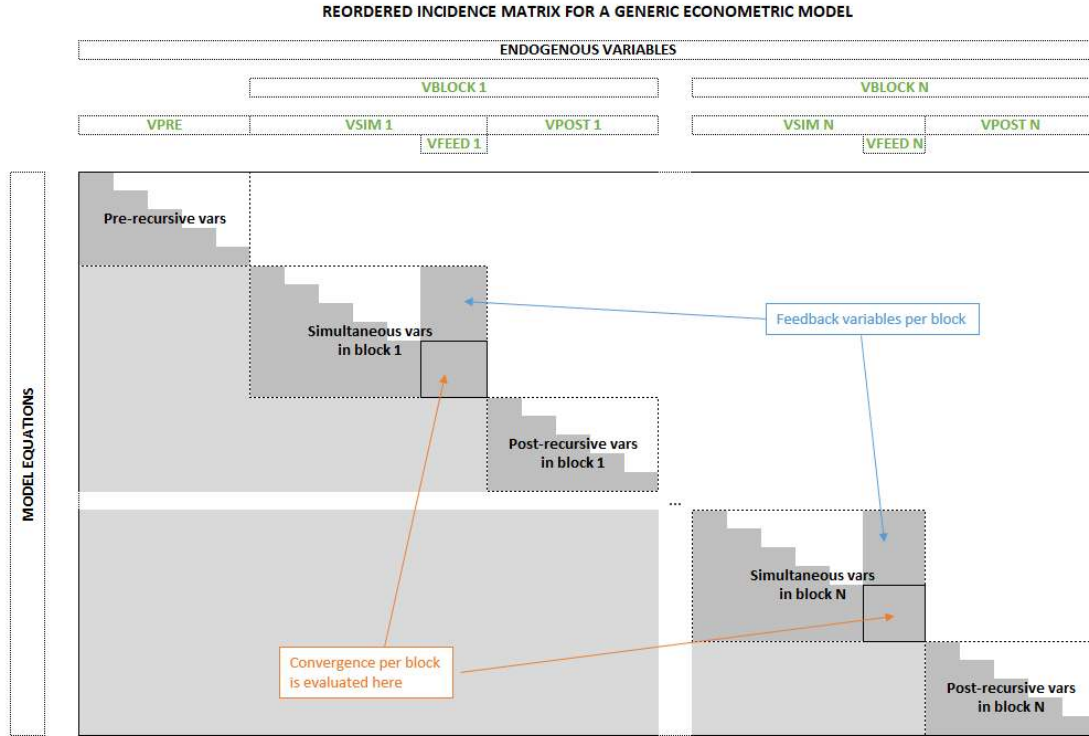 REORDERED INCIDENCE MATRIX FOR A GENERIC ECONOMETRIC MODEL
ENDOGENOUS VARIABLES
VBLOCK 1
VBLOCK N
VPRE
VSIM 1
VPOST 1
VSIM N
VPOST N
VFEED 1
VFEED N
MODEL EQUATIONS
Pre-recursive vars
Simultaneous vars
in block 1
Feedback variables per block
Post-recursive vars
in block 1
...
Simultaneous vars
in block N
Convergence per block
is evaluated here
Post-recursive vars
in block N